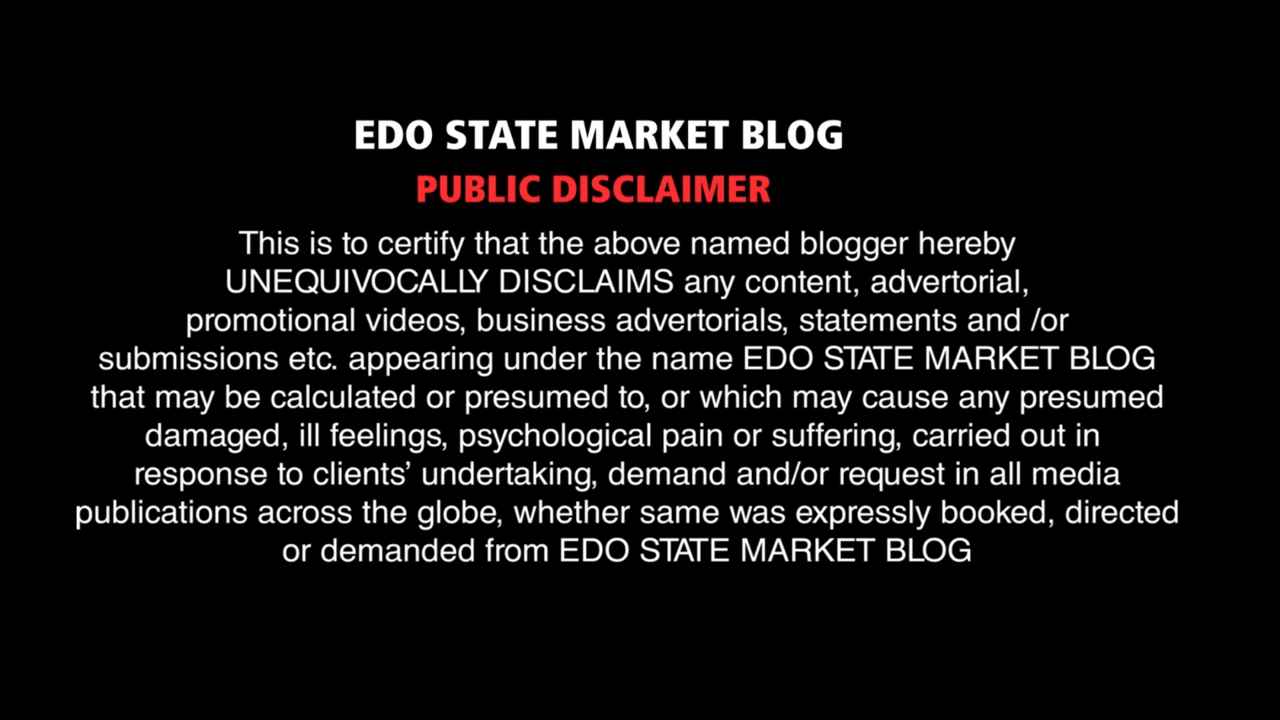 EDO STATE MARKET BLOG
PUBLIC DISCLAIMER
This is to certify that the above named blogger hereby
UNEQUIVOCALLY DISCLAIMS any content, advertorial,
promotional videos, business advertorials, statements and /or
submissions etc. appearing under the name EDO STATE MARKET BLOG
that may be calculated or presumed to, or which may cause any presumed
damaged, ill feelings, psychological pain or suffering, carried out in
response to clients’ undertaking, demand and/or request in all media
publications across the globe, whether same was expressly booked, directed
or demanded from EDO STATE MARKET BLOG